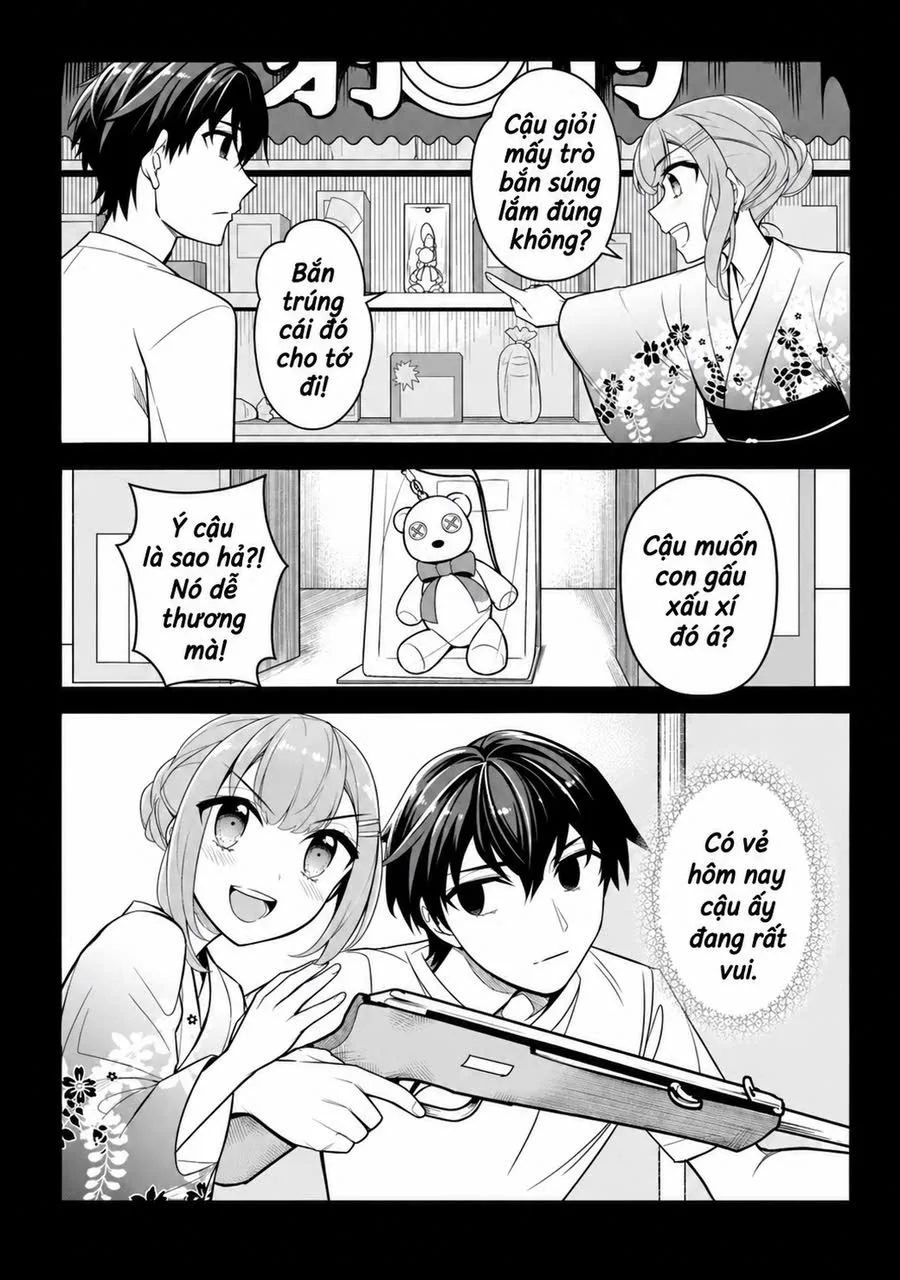 射的
Cậu giỏi
mấy trò
bắn súng
lắm đúng
không?
Bắn
trúng
cái đó
cho tớ
đi!
Cậu muốn
con gấu
xấu xí
đó á?
Ý cậu
là sao hả?!
Nó dễ
thương
mà!
Có vẻ
hôm nay
cậu ấy
đang rất
vui.